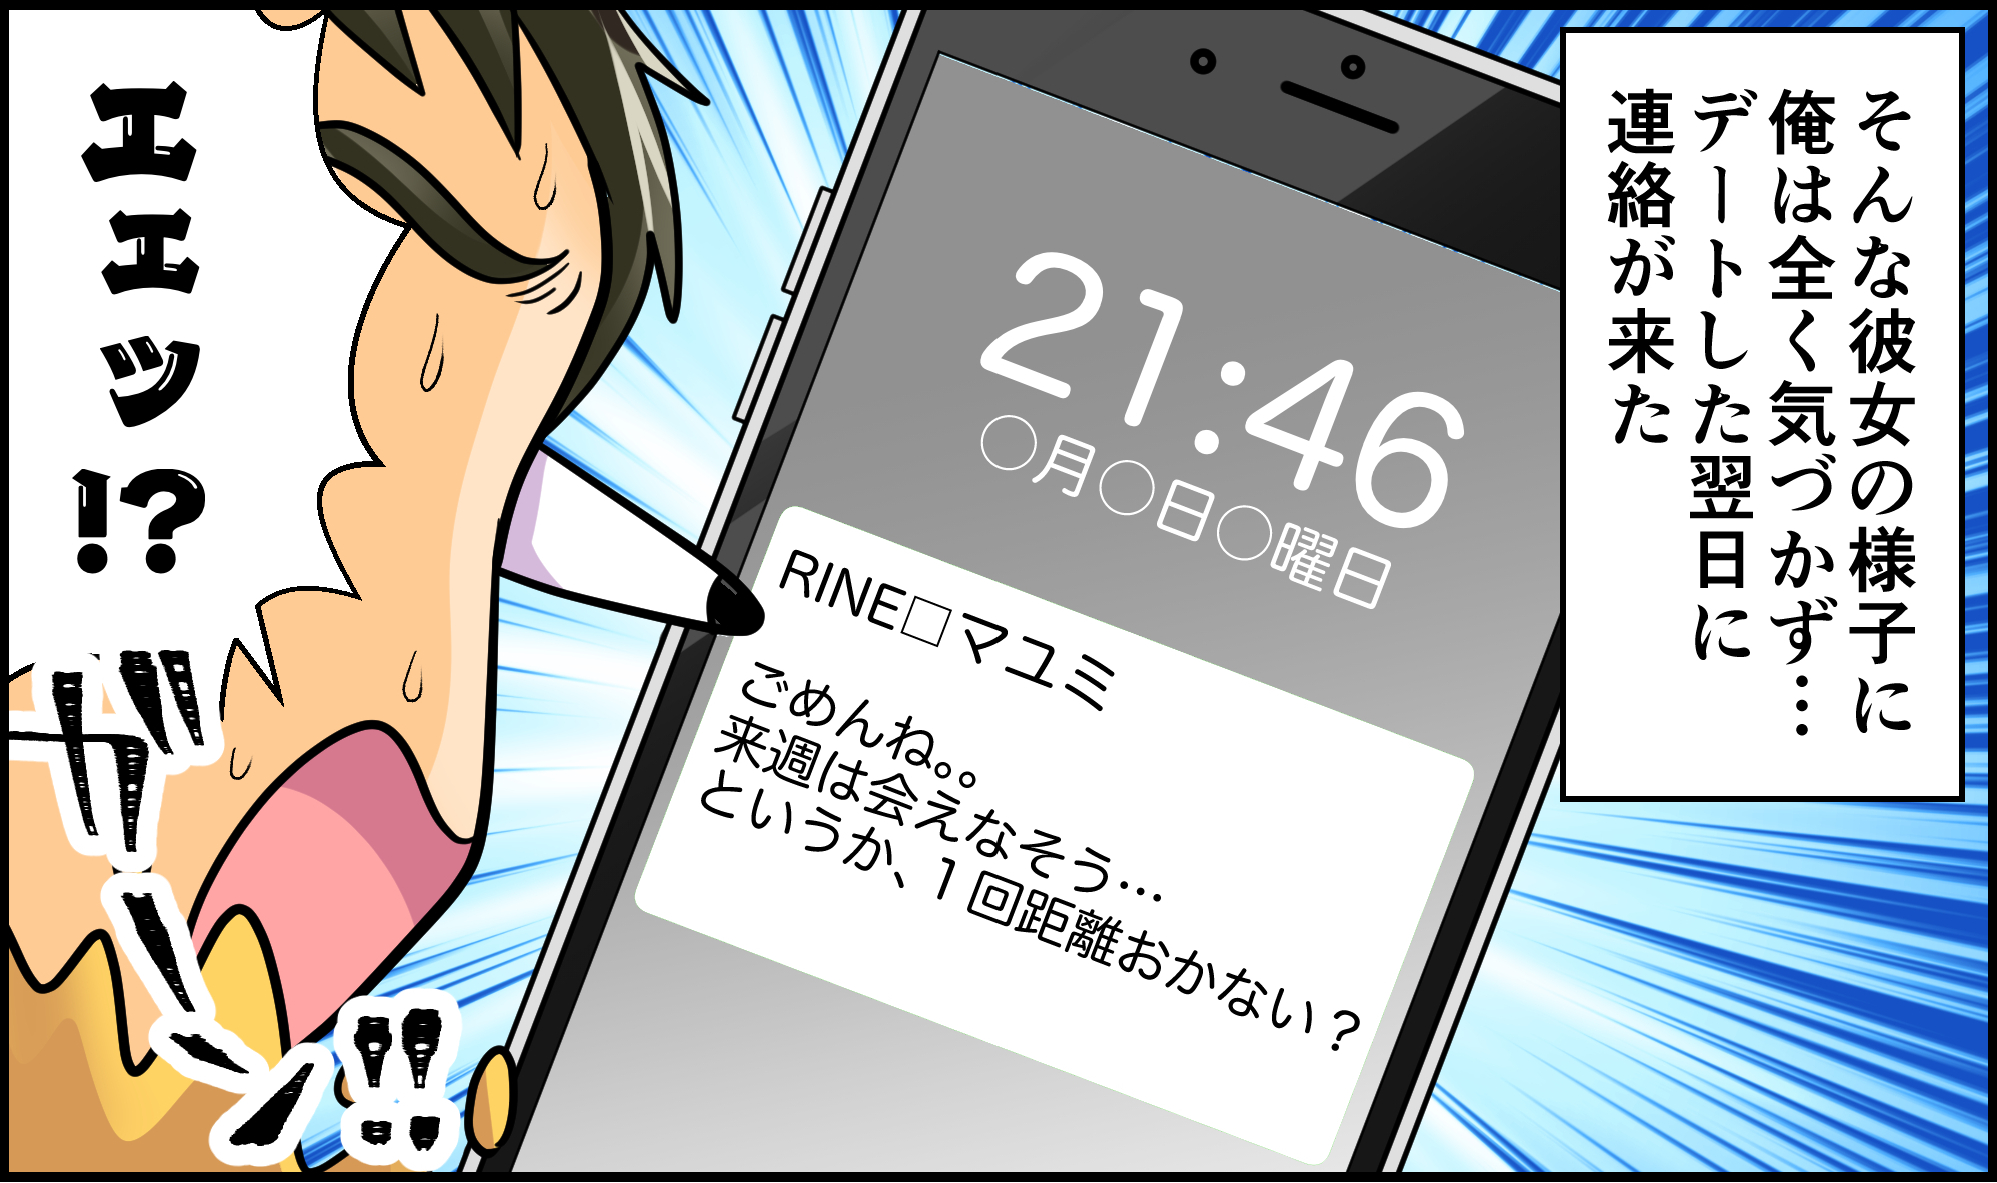 そんな彼女の様子に
俺は全く気づかず…
デートした翌日に
連絡が来た
21:46
○月○日○曜日
RINE□マユミ
ごめんね。。
来週は会えなそう…
というか、1回距離おかない？
エエッ!?
ガーン!!